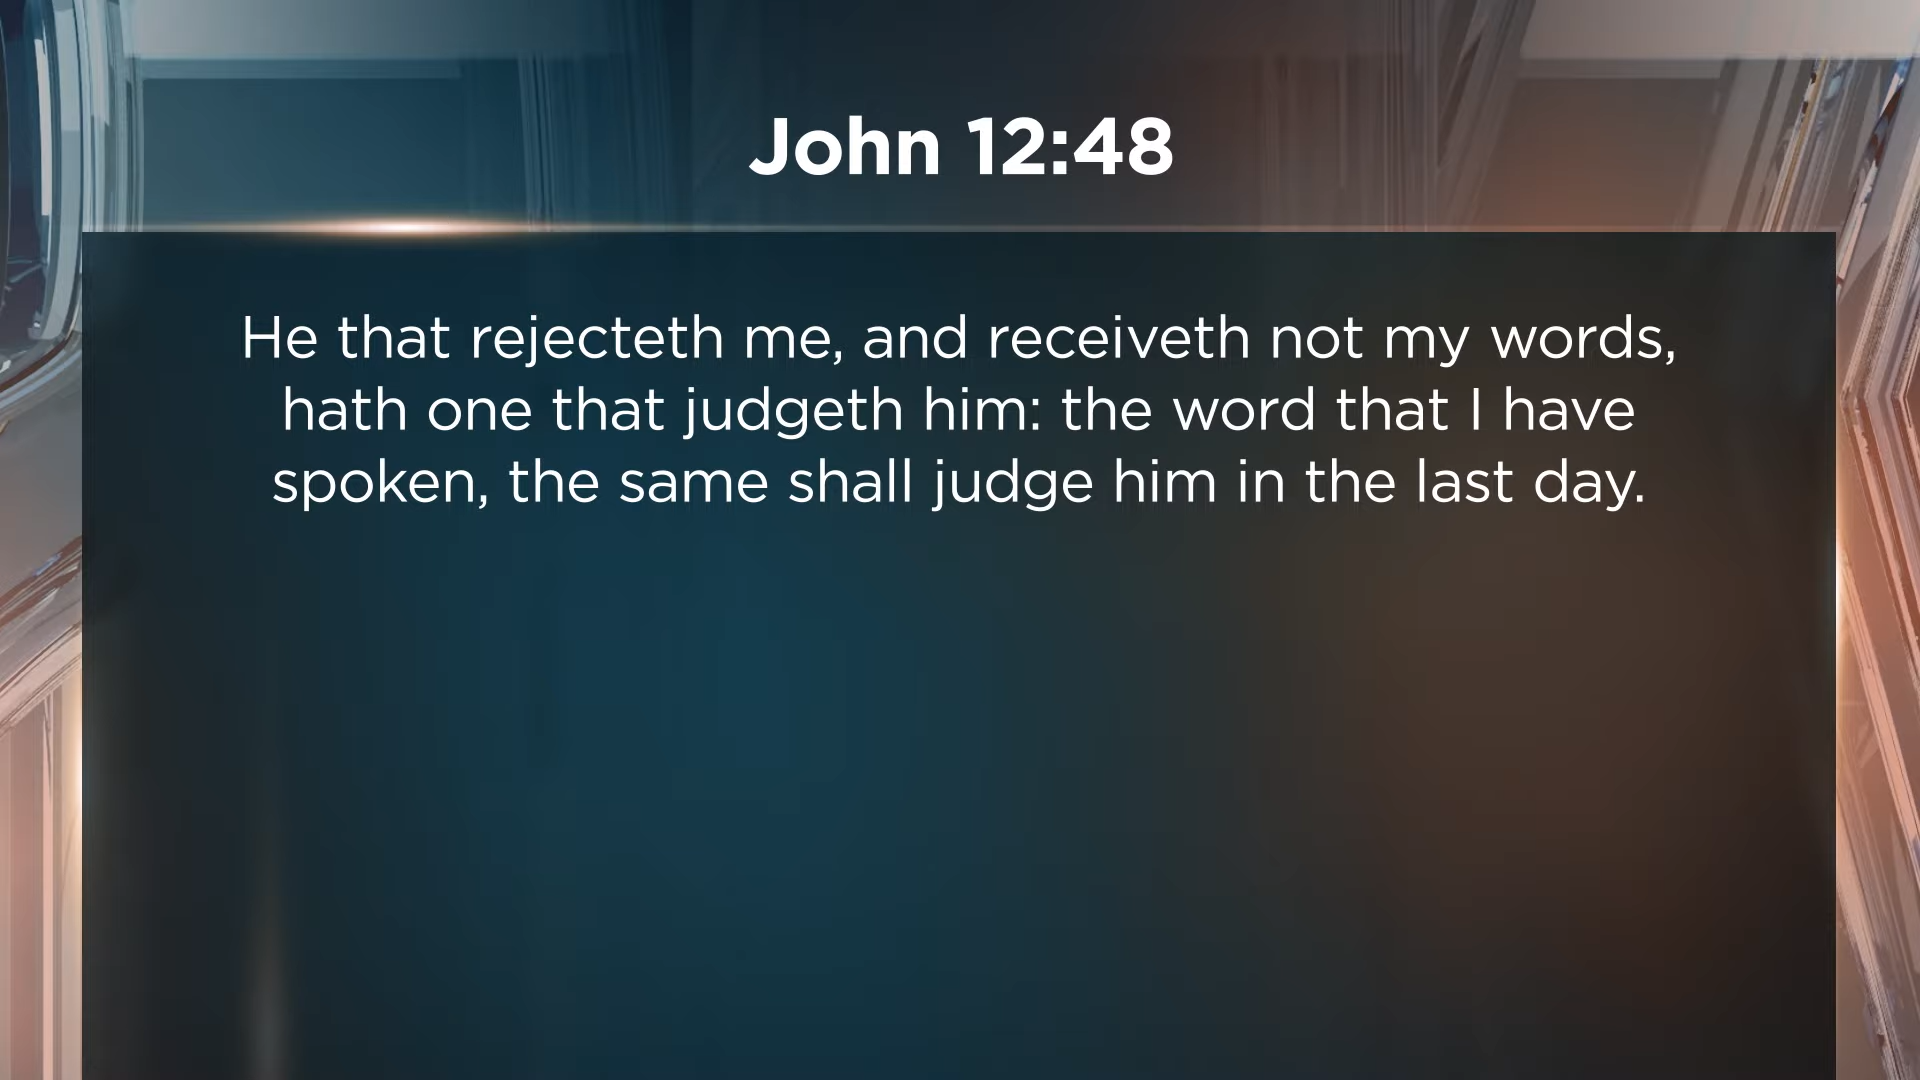 John 12:48
He that rejecteth me, and receiveth not my words,
hath one that judgeth him: the word that I have
spoken, the same shall judge him in the last day.